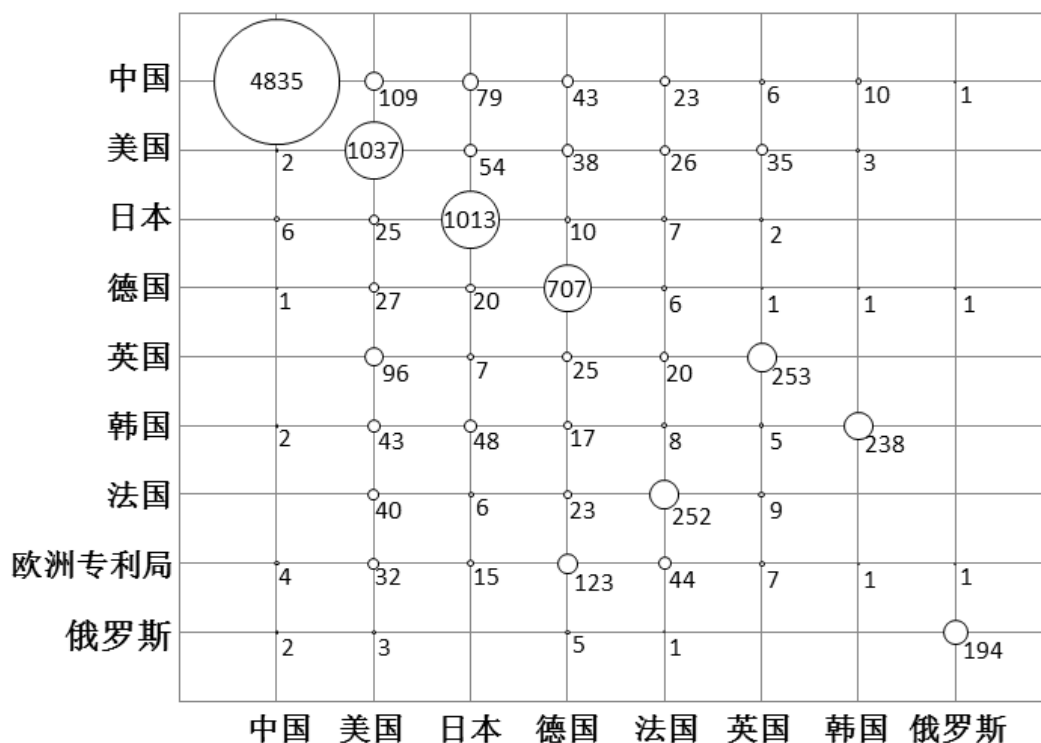 中国 4835 109 79 43 23 6 10 1
美国 2 1037 54 38 26 35 3
日本 6 25 1013 10 7 2
德国 1 27 20 707 6 1 1 1
英国 96 7 25 20 253
韩国 2 43 48 17 8 5 238
法国 40 6 23 252 9
欧洲专利局 4 32 15 123 44 7 1 1
俄罗斯 2 3 5 1 194
中国 美国 日本 德国 法国 英国 韩国 俄罗斯